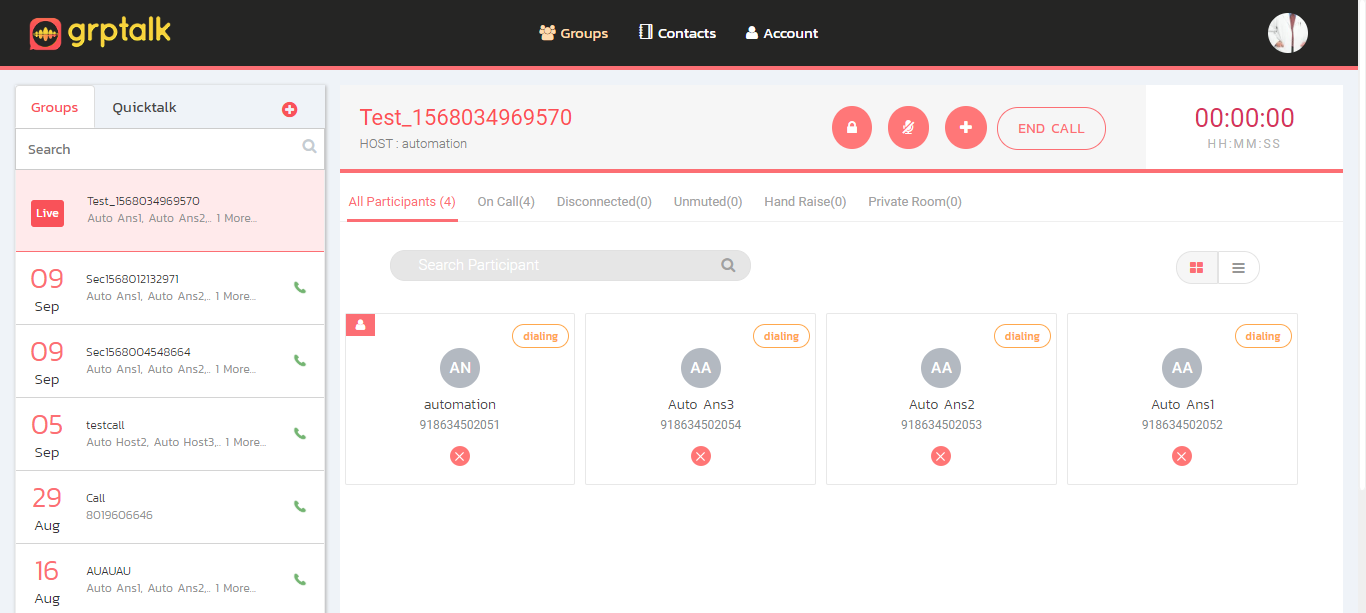 grptalk
Groups
Contacts
Account
Groups
Quicktalk
Search
Live
Test_1568034969570
Auto Ans1, Auto Ans2,.. 1 More...
09
Sep
Sec1568012132971
Auto Ans1, Auto Ans2,.. 1 More...
09
Sep
Sec1568004548664
Auto Ans1, Auto Ans2,.. 1 More...
05
Sep
testcall
Auto Host2, Auto Host3,.. 1 More...
29
Aug
Call
8019606646
16
Aug
AUAUAU
Auto Ans1, Auto Ans2,.. 1 More...
Test_1568034969570
HOST : automation
END CALL
00:00:00
HH:MM:SS
All Participants (4)
On Call(4)
Disconnected(0)
Unmuted(0)
Hand Raise(0)
Private Room(0)
Search Participant
dialing
AN
automation
918634502051
dialing
AA
Auto Ans3
918634502054
dialing
AA
Auto Ans2
918634502053
dialing
AA
Auto Ans1
918634502052